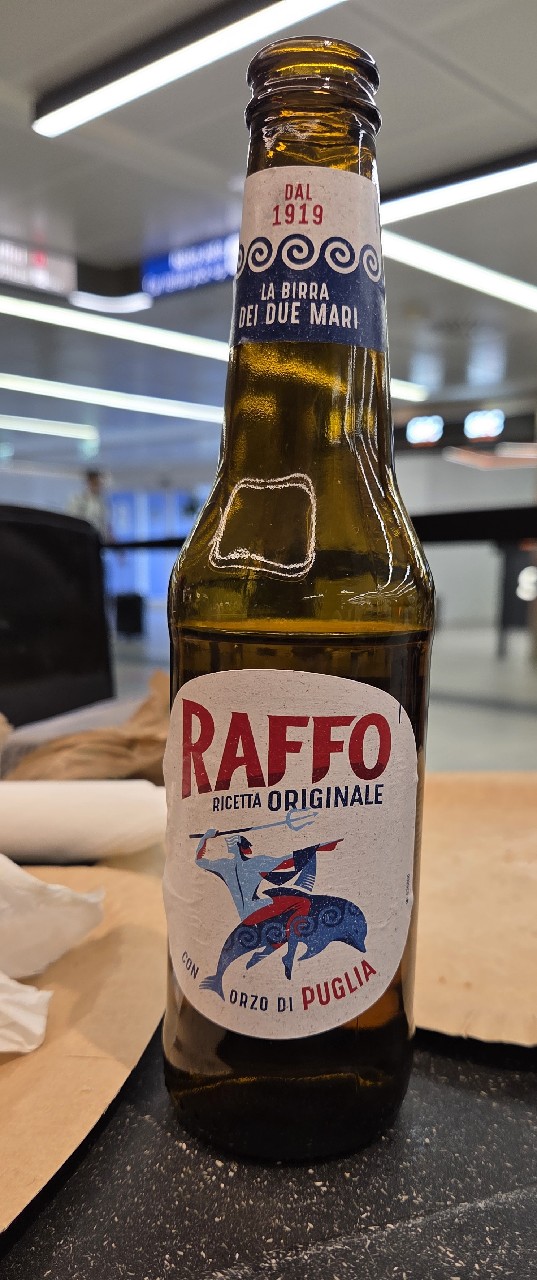 DAL
1919
LA BIRRA
DEI DUE MARI
RAFFO
RICETTA ORIGINALE
CON ORZO DI PUGLIA